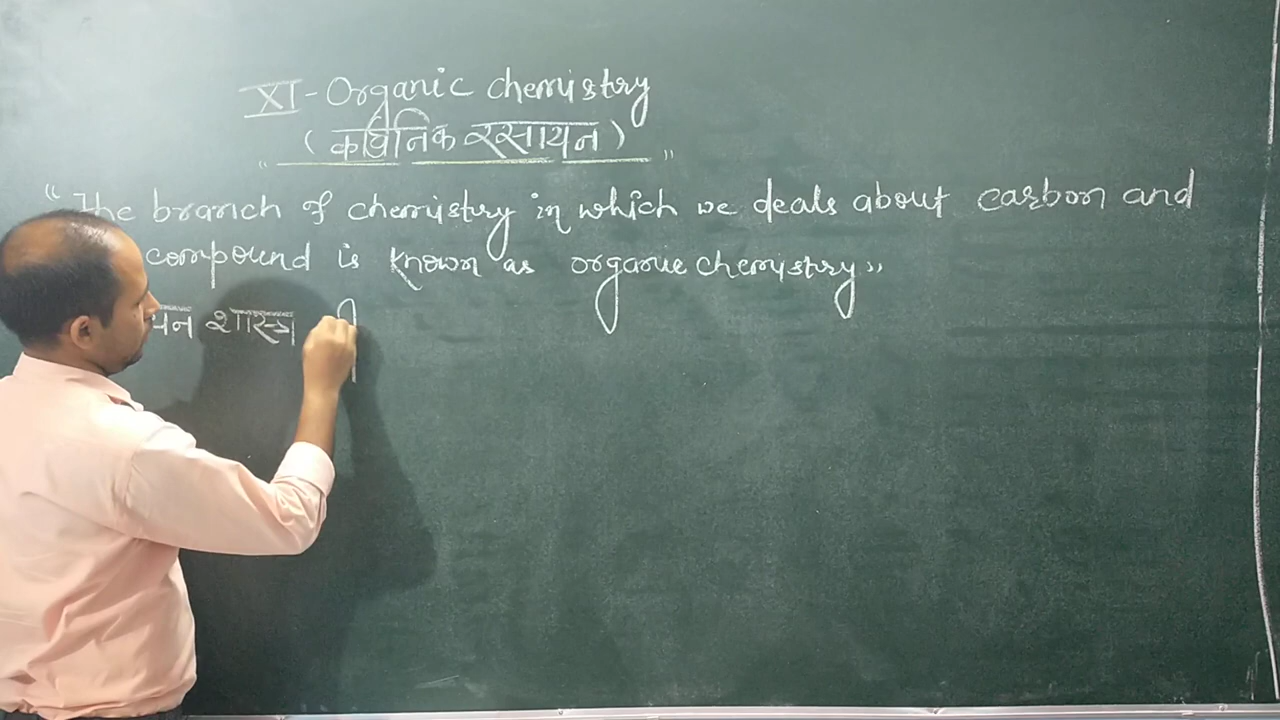 XI - Organic chemistry
( कार्बनिक रसायन )
" The branch of chemistry in which we deals about carbon and
compound is known as organic chemistry "
यन शास्त्र